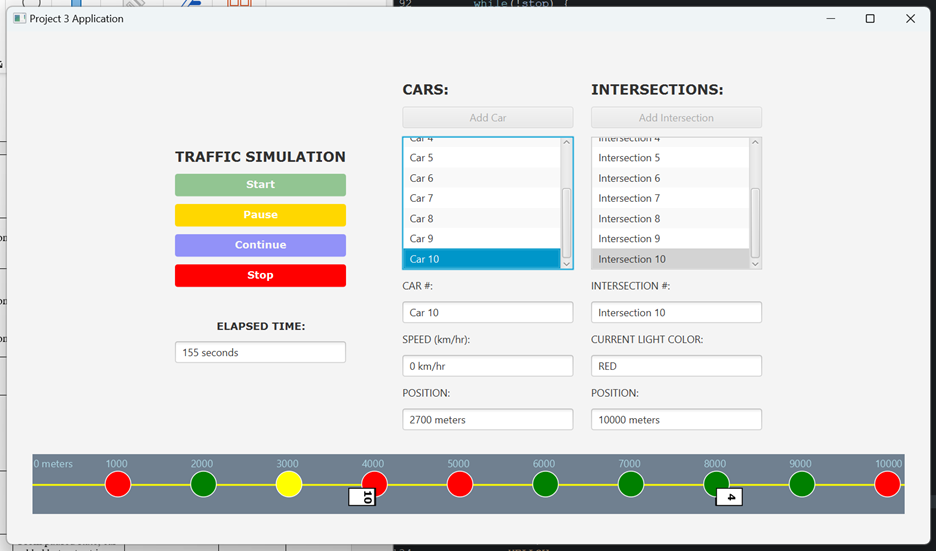 92 while(!stop) {
Project 3 Application
CARS:
INTERSECTIONS:
Add Car
Add Intersection
Car 4
Intersection 4
Car 5
Intersection 5
TRAFFIC SIMULATION
Car 6
Intersection 6
Start
Car 7
Intersection 7
Pause
Car 8
Intersection 8
Continue
Car 9
Intersection 9
Stop
Car 10
Intersection 10
CAR #:
INTERSECTION #:
Car 10
Intersection 10
ELAPSED TIME:
SPEED (km/hr):
CURRENT LIGHT COLOR:
155 seconds
0 km/hr
RED
POSITION:
POSITION:
2700 meters
10000 meters
0 meters 1000 2000 3000 4000 5000 6000 7000 8000 9000 10000
10 4